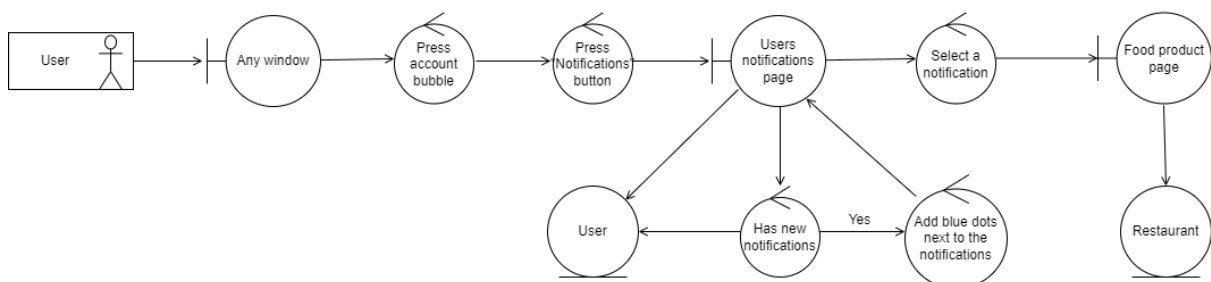 User
Any window
Press
account
bubble
Press
"Notifications"
button
Users
notifications
page
Select a
notification
Food product
page
User
Has new
notifications
Yes
Add blue dots
next to the
notifications
Restaurant